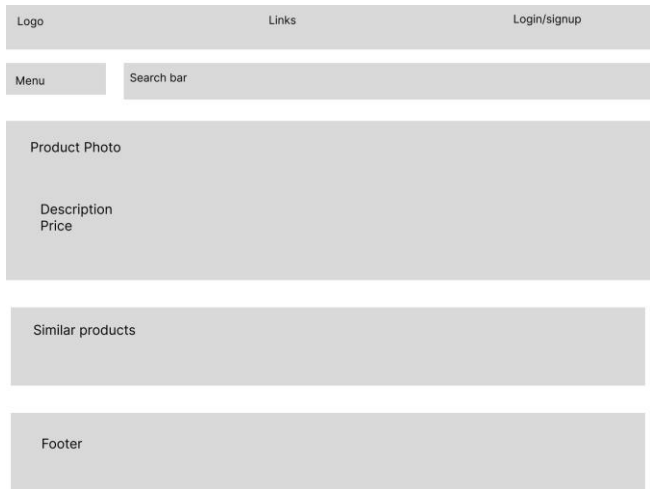 Logo
Links
Login/signup
Menu
Search bar
Product Photo
Description
Price
Similar products
Footer